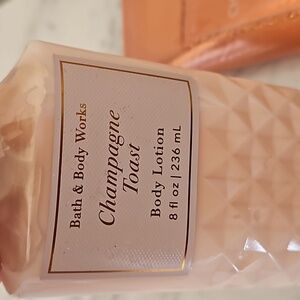 Bath & Body Works
Champagne
Toast
Body Lotion
8 fl oz | 236 mL